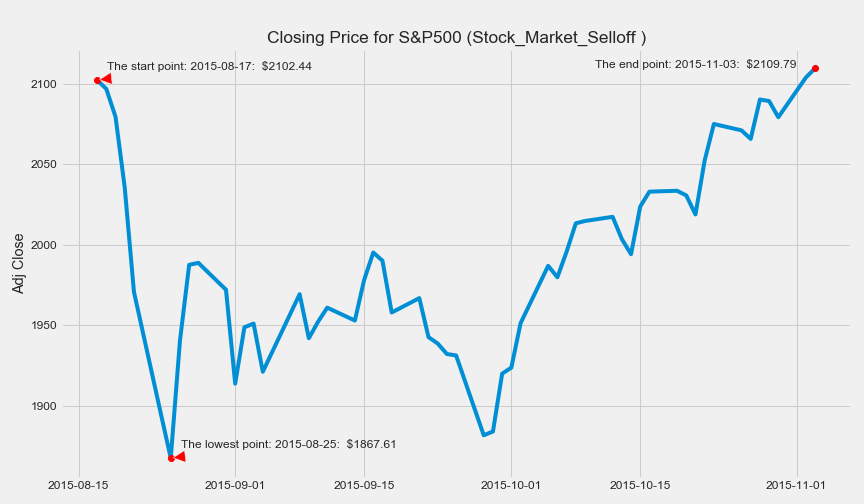 Closing Price for S&P500 (Stock_Market_Selloff )
The start point: 2015-08-17:  $2102.44
The end point: 2015-11-03:  $2109.79
2100
2050
2000
1950
1900
Adj Close
The lowest point: 2015-08-25:  $1867.61
2015-08-15
2015-09-01
2015-09-15
2015-10-01
2015-10-15
2015-11-01